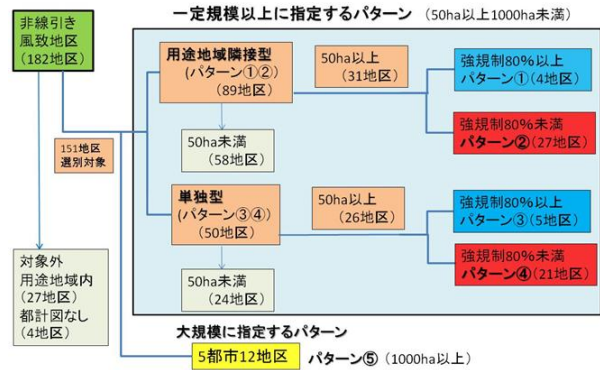 一定規模以上に指定するパターン（50ha以上1000ha未満）
非線引き
風致地区
（182地区）
用途地域隣接型
（パターン①②）
（89地区）
50ha以上
（31地区）
強規制80%以上
パターン①（4地区）
強規制80%未満
パターン②（27地区）
50ha未満
（58地区）
151地区
選別対象
単独型
（パターン③④）
（50地区）
50ha以上
（26地区）
強規制80%以上
パターン③（5地区）
強規制80%未満
パターン④（21地区）
50ha未満
（24地区）
対象外
用途地域内
（27地区）
都計図なし
（4地区）
大規模に指定するパターン
5都市12地区
パターン⑤（1000ha以上）